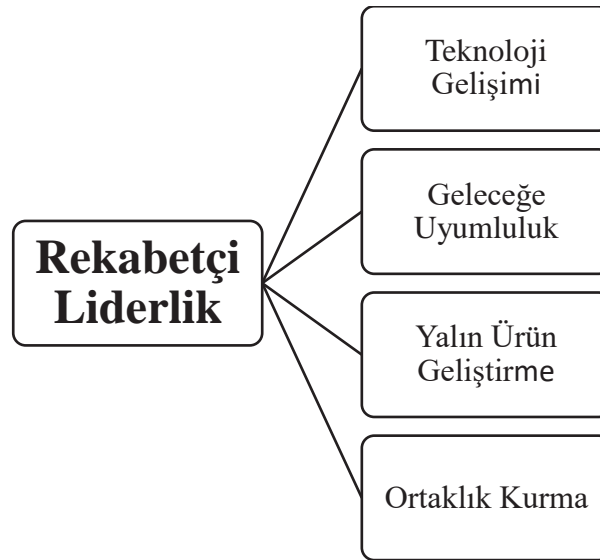 Rekabetçi
Liderlik
Teknoloji
Gelişimi
Geleceğe
Uyumluluk
Yalın Ürün
Geliştirme
Ortaklık Kurma